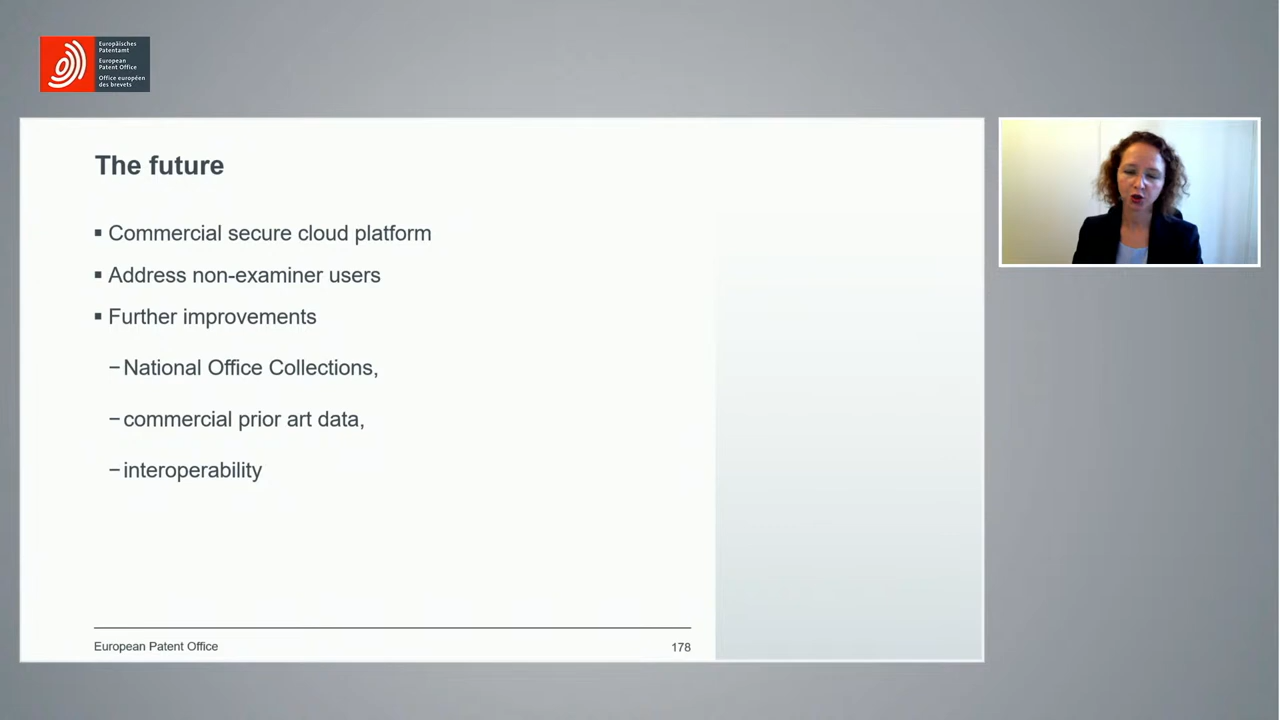 Europäisches
Patentamt
European
Patent Office
Office européen
des brevets
The future
▪ Commercial secure cloud platform
▪ Address non-examiner users
▪ Further improvements
– National Office Collections,
– commercial prior art data,
– interoperability
European Patent Office 178